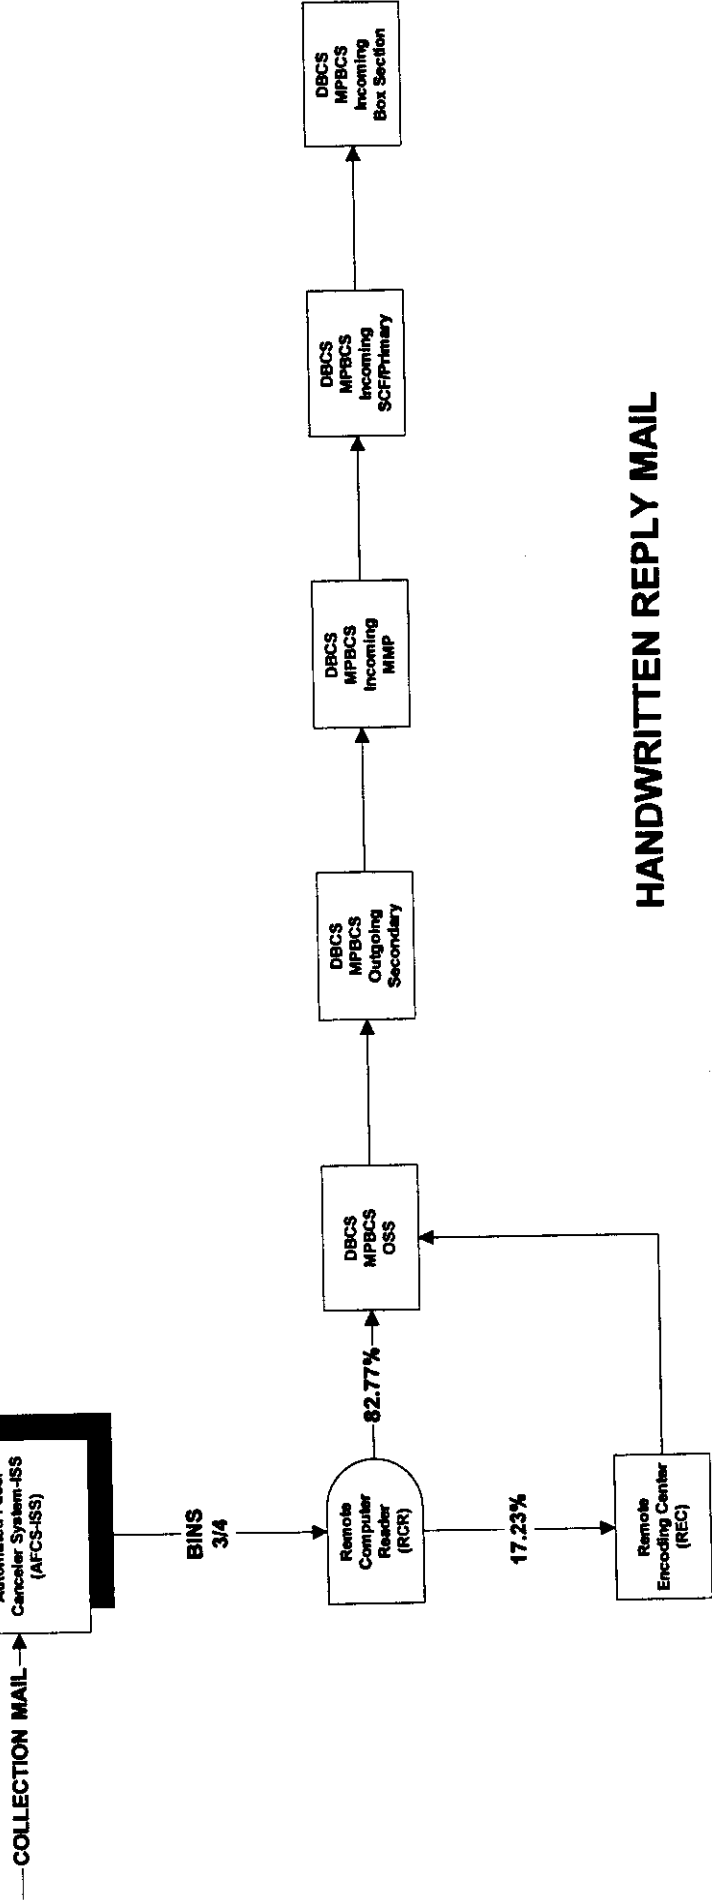 COLLECTION MAIL
Canceler System-ISS
(AFCS-ISS)
BINS
3/4
Remote
Computer
Reader
(RCR)
82.77%
17.23%
Remote
Encoding Center
(REC)
DBCS
MPBCS
OSS
DBCS
MPBCS
Outgoing
Secondary
DBCS
MPBCS
Incoming
MMP
DBCS
MPBCS
Incoming
SCF/Primary
DBCS
MPBCS
Incoming
Box Section
HANDWRITTEN REPLY MAIL